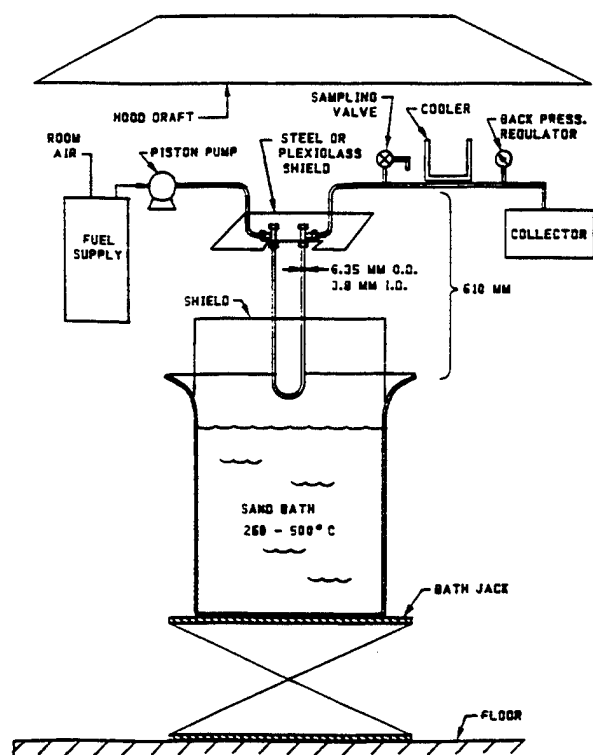 HOOD DRAFT
SAMPLING
VALVE
COOLER
BACK PRESS.
REGULATOR
ROOM
AIR
PISTON PUMP
STEEL OR
PLEXIGLASS
SHIELD
FUEL
SUPPLY
COLLECTOR
6.35 MM O.D.
3.8 MM I.D.
610 MM
SHIELD
SAND BATH
260 - 500° C
BATH JACK
FLOOR